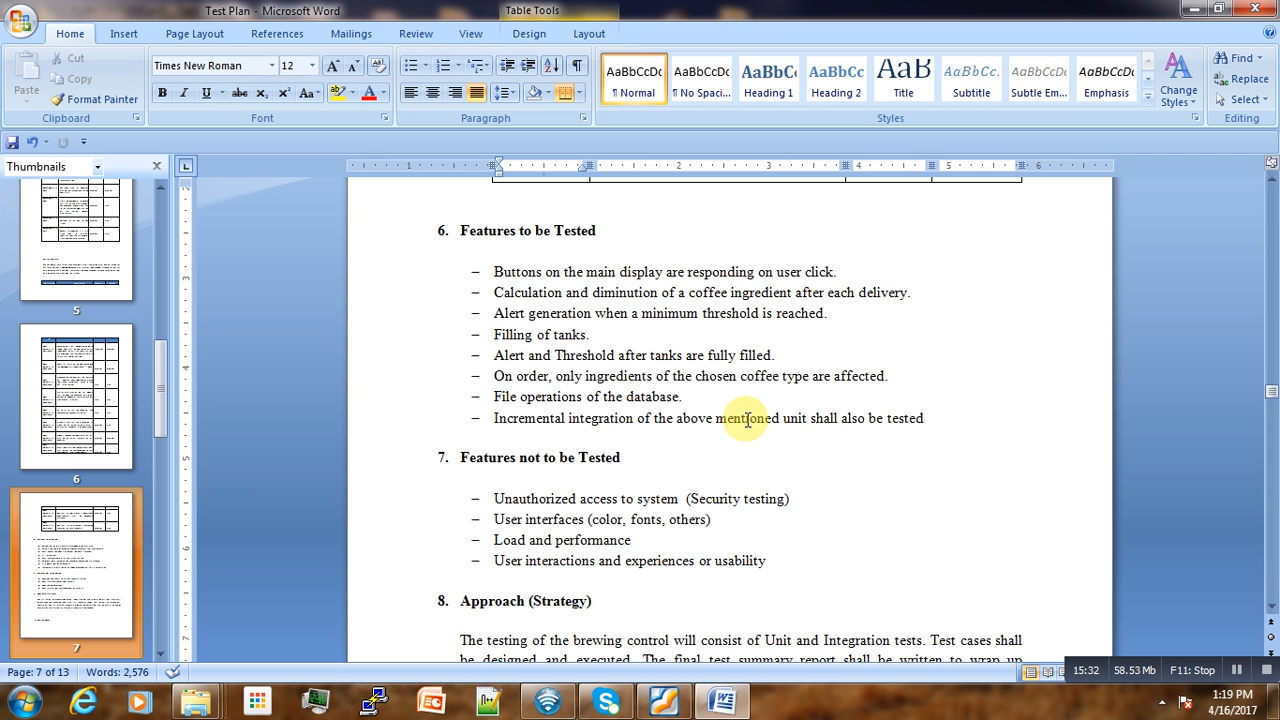 Test Plan - Microsoft Word
Table Tools
Home
Insert
Page Layout
References
Mailings
Review
View
Design
Layout
Paste
Cut
Copy
Format Painter
Clipboard
Times New Roman
12
Font
Paragraph
AaBbCcDc
¶ Normal
AaBbCcDc
¶ No Spaci...
AaBbC
Heading 1
AaBbCc
Heading 2
AaB
Title
AaBbCc.
Subtitle
AaBbCcDc
Subtle Em...
AaBbCcDc
Emphasis
Styles
Change
Styles
Find
Replace
Select
Editing
Thumbnails
5
6
7
6. Features to be Tested
– Buttons on the main display are responding on user click.
– Calculation and diminution of a coffee ingredient after each delivery.
– Alert generation when a minimum threshold is reached.
– Filling of tanks.
– Alert and Threshold after tanks are fully filled.
– On order, only ingredients of the chosen coffee type are affected.
– File operations of the database.
– Incremental integration of the above mentioned unit shall also be tested
7. Features not to be Tested
– Unauthorized access to system (Security testing)
– User interfaces (color, fonts, others)
– Load and performance
– User interactions and experiences or usability
8. Approach (Strategy)
The testing of the brewing control will consist of Unit and Integration tests. Test cases shall
be designed and executed. The final test summary report shall be written to wrap up
Page: 7 of 13
Words: 2,576
15:32
58.53 Mb
F11: Stop
1:19 PM
4/16/2017